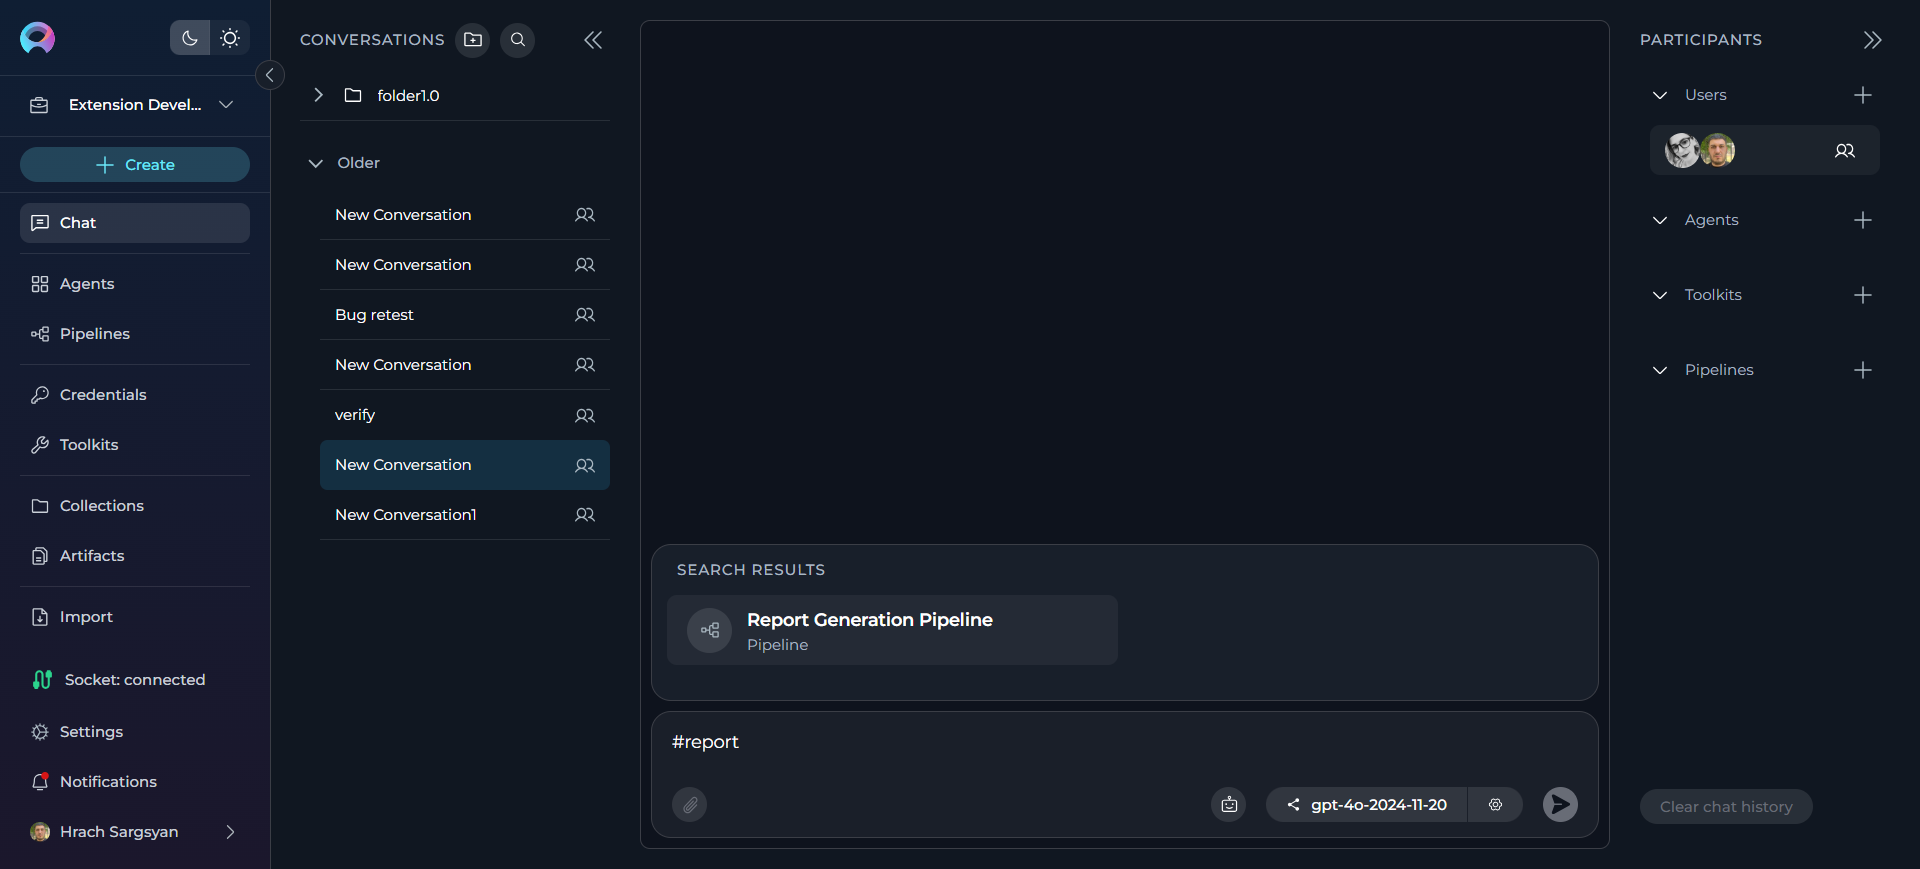 Extension Devel...
Create
Chat
Agents
Pipelines
Credentials
Toolkits
Collections
Artifacts
Import
Socket: connected
Settings
Notifications
Hrach Sargsyan
CONVERSATIONS
folder1.0
Older
New Conversation
New Conversation
Bug retest
New Conversation
verify
New Conversation
New Conversation1
SEARCH RESULTS
Report Generation Pipeline
Pipeline
#report
gpt-4o-2024-11-20
PARTICIPANTS
Users
Agents
Toolkits
Pipelines
Clear chat history